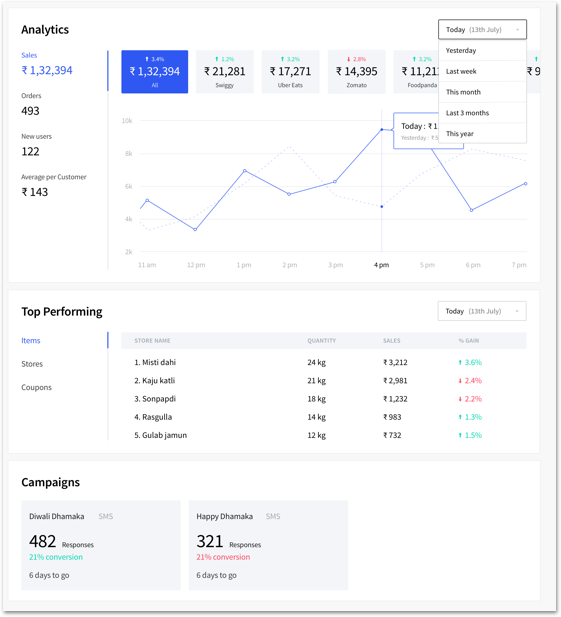 Analytics
Today (13th July)
Yesterday
Last week
This month
Last 3 months
This year
Sales
₹ 1,32,394
Orders
493
New users
122
Average per Customer
₹ 143
3.4%
₹ 1,32,394
All
1.2%
₹ 21,281
Swiggy
3.2%
₹ 17,271
Uber Eats
2.8%
₹ 14,395
Zomato
3.2%
₹ 11,21
Foodpanda
₹ 9
10k
8k
6k
4k
2k
Today : ₹ 1
Yesterday : ₹
11 am 12 pm 1 pm 2 pm 3 pm 4 pm 5 pm 6 pm 7 pm
Top Performing
Today (13th July)
Items
Stores
Coupons
STORE NAME QUANTITY SALES % GAIN
1. Misti dahi 24 kg ₹ 3,212 3.6%
2. Kaju katli 21 kg ₹ 2,981 2.4%
3. Sonpapdi 18 kg ₹ 1,232 2.2%
4. Rasgulla 14 kg ₹ 983 1.3%
5. Gulab jamun 12 kg ₹ 732 1.5%
Campaigns
Diwali Dhamaka SMS
482 Responses
21% conversion
6 days to go
Happy Dhamaka SMS
321 Responses
21% conversion
6 days to go